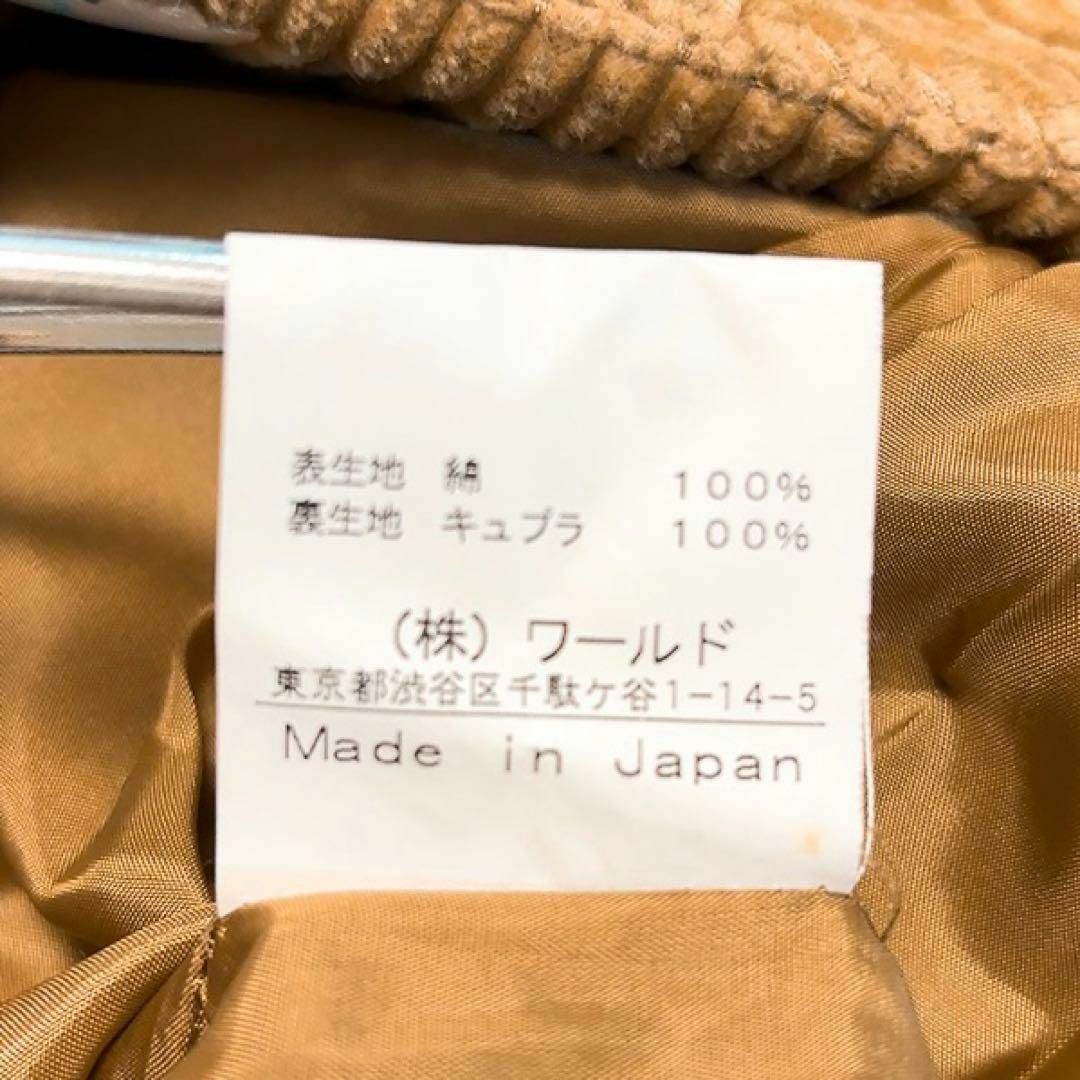 表生地 綿 100%
裏生地 キュプラ 100%
(株) ワールド
東京都渋谷区千駄ケ谷1-14-5
Made in Japan